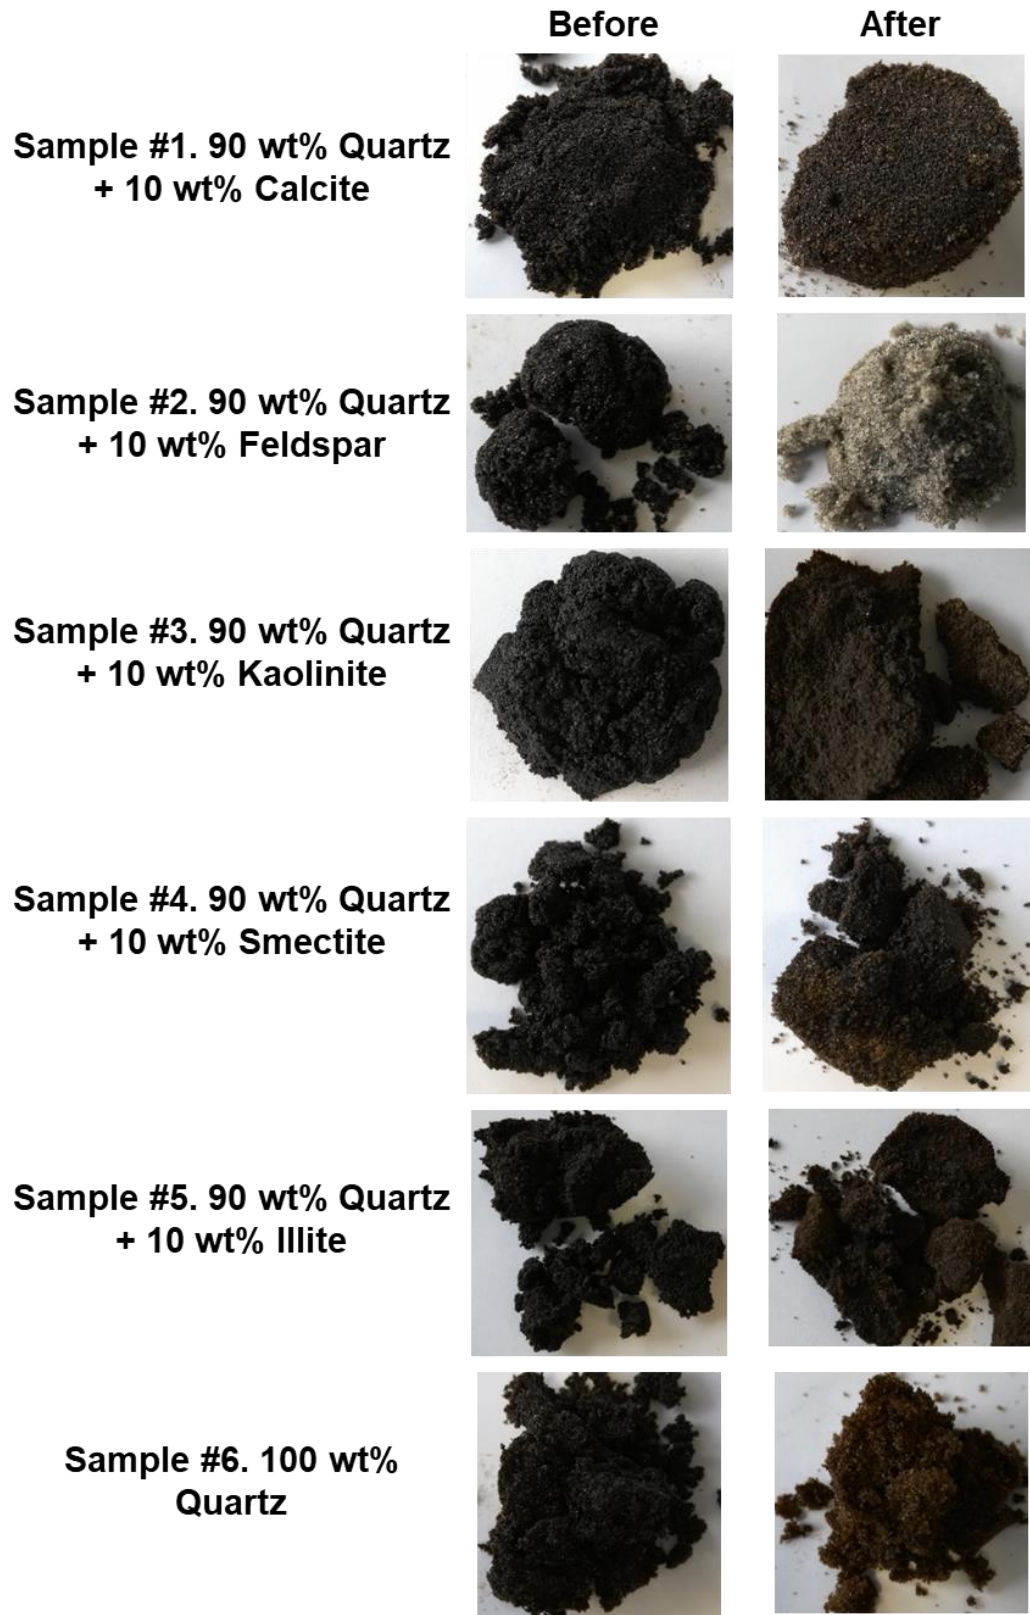 Before After
Sample #1. 90 wt% Quartz
+ 10 wt% Calcite
Sample #2. 90 wt% Quartz
+ 10 wt% Feldspar
Sample #3. 90 wt% Quartz
+ 10 wt% Kaolinite
Sample #4. 90 wt% Quartz
+ 10 wt% Smectite
Sample #5. 90 wt% Quartz
+ 10 wt% Illite
Sample #6. 100 wt%
Quartz